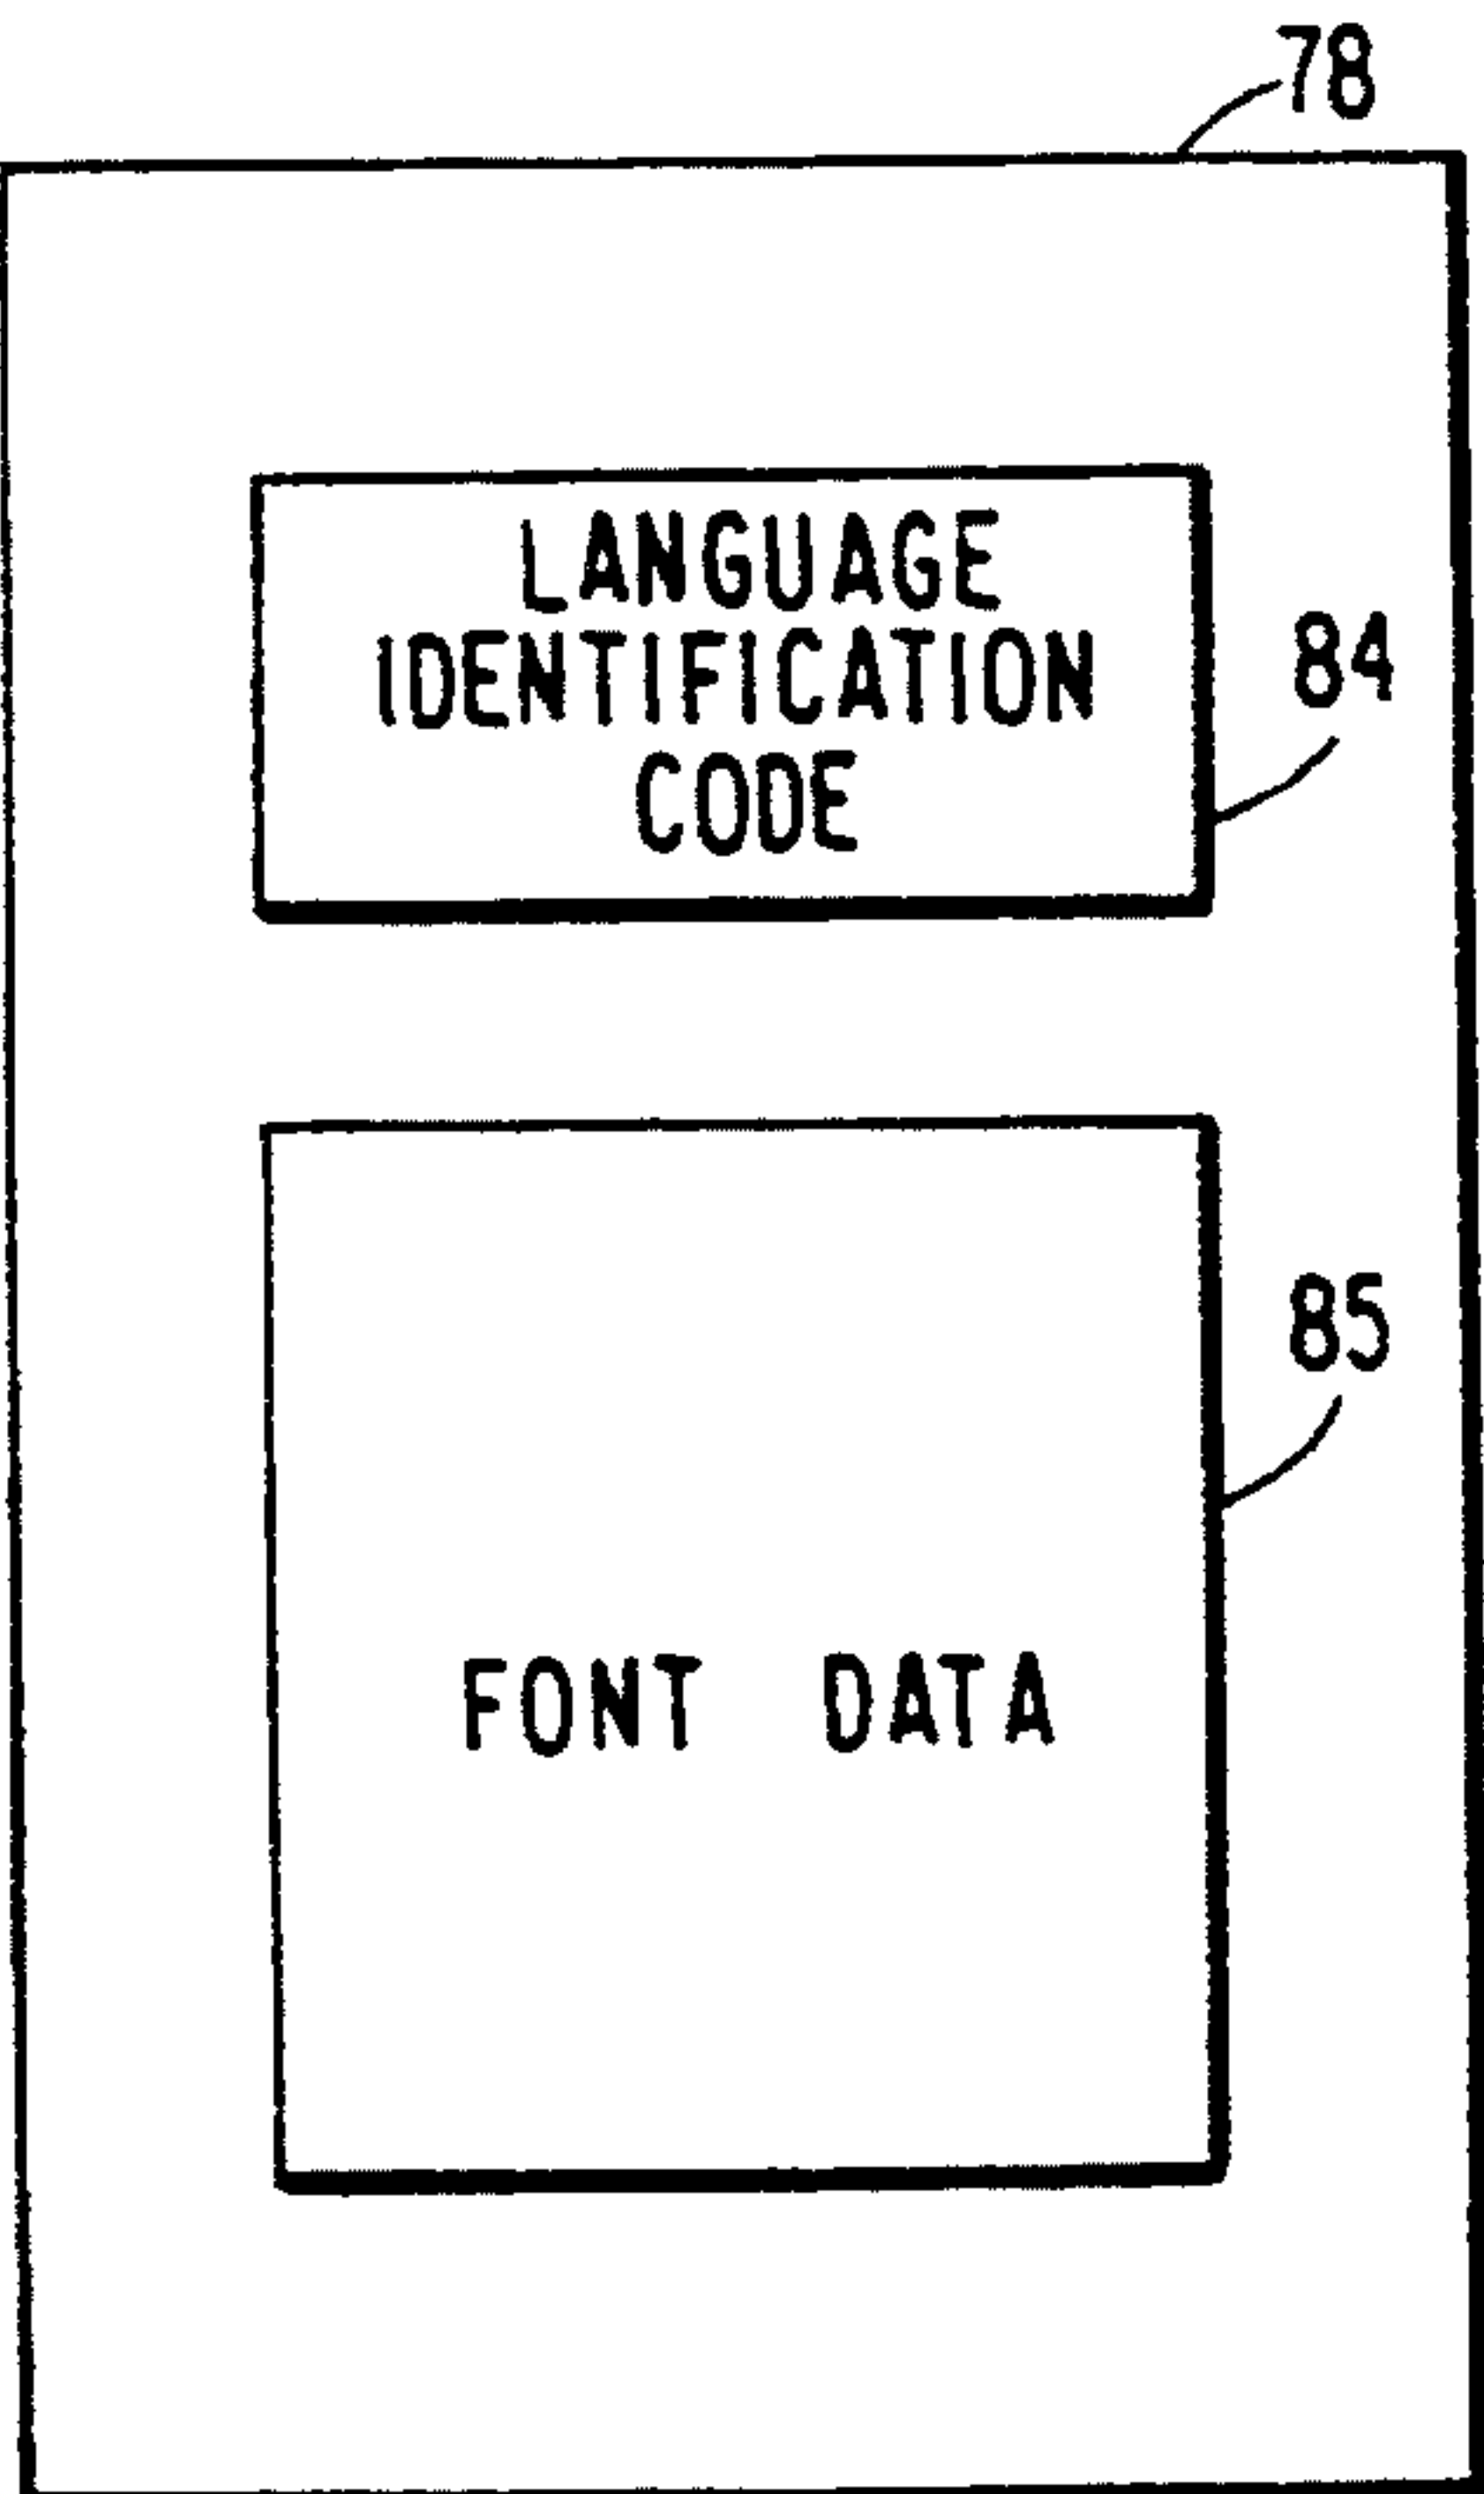 78
LANGUAGE
IDENTIFICATION
CODE
84
85
FONT DATA